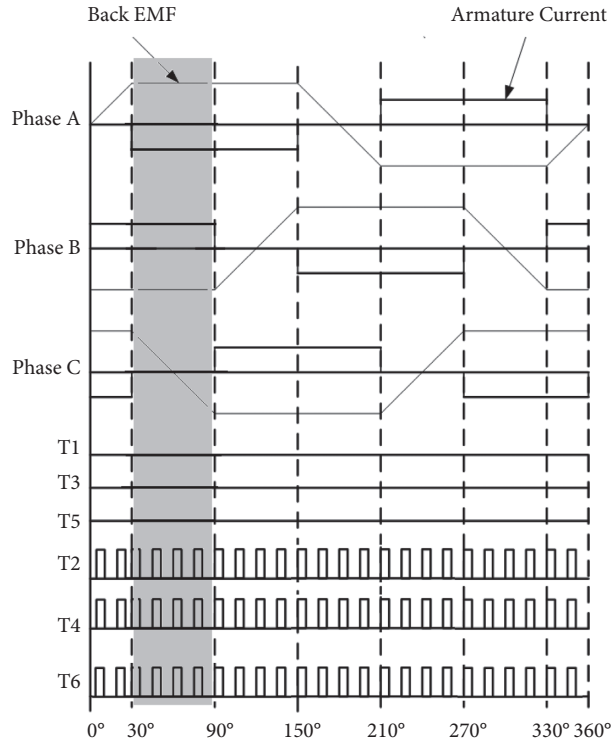 Back EMF
Armature Current
Phase A
Phase B
Phase C
T1
T3
T5
T2
T4
T6
0° 30° 90° 150° 210° 270° 330° 360°